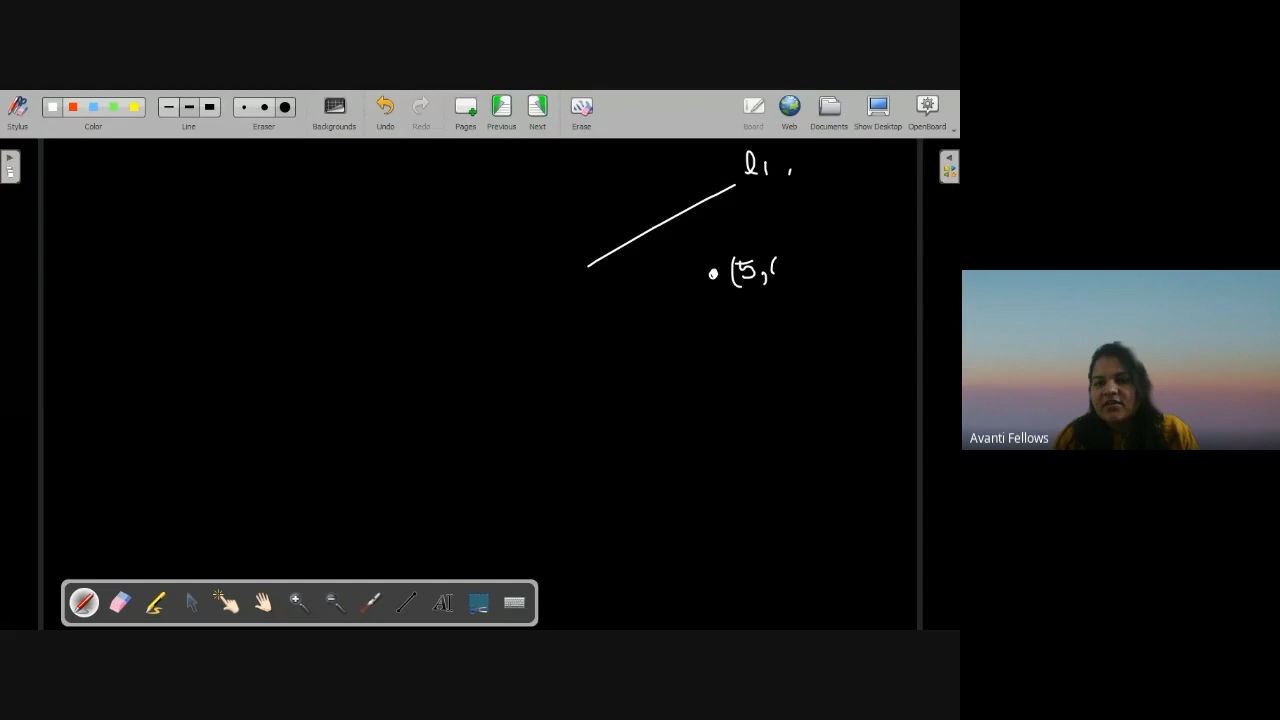 Stylus
Color
Line
Eraser
Backgrounds
Undo
Redo
Pages
Previous
Next
Erase
Board
Web
Documents
Show Desktop
OpenBoard
l1 ,
(5,(
AI
Avanti Fellows